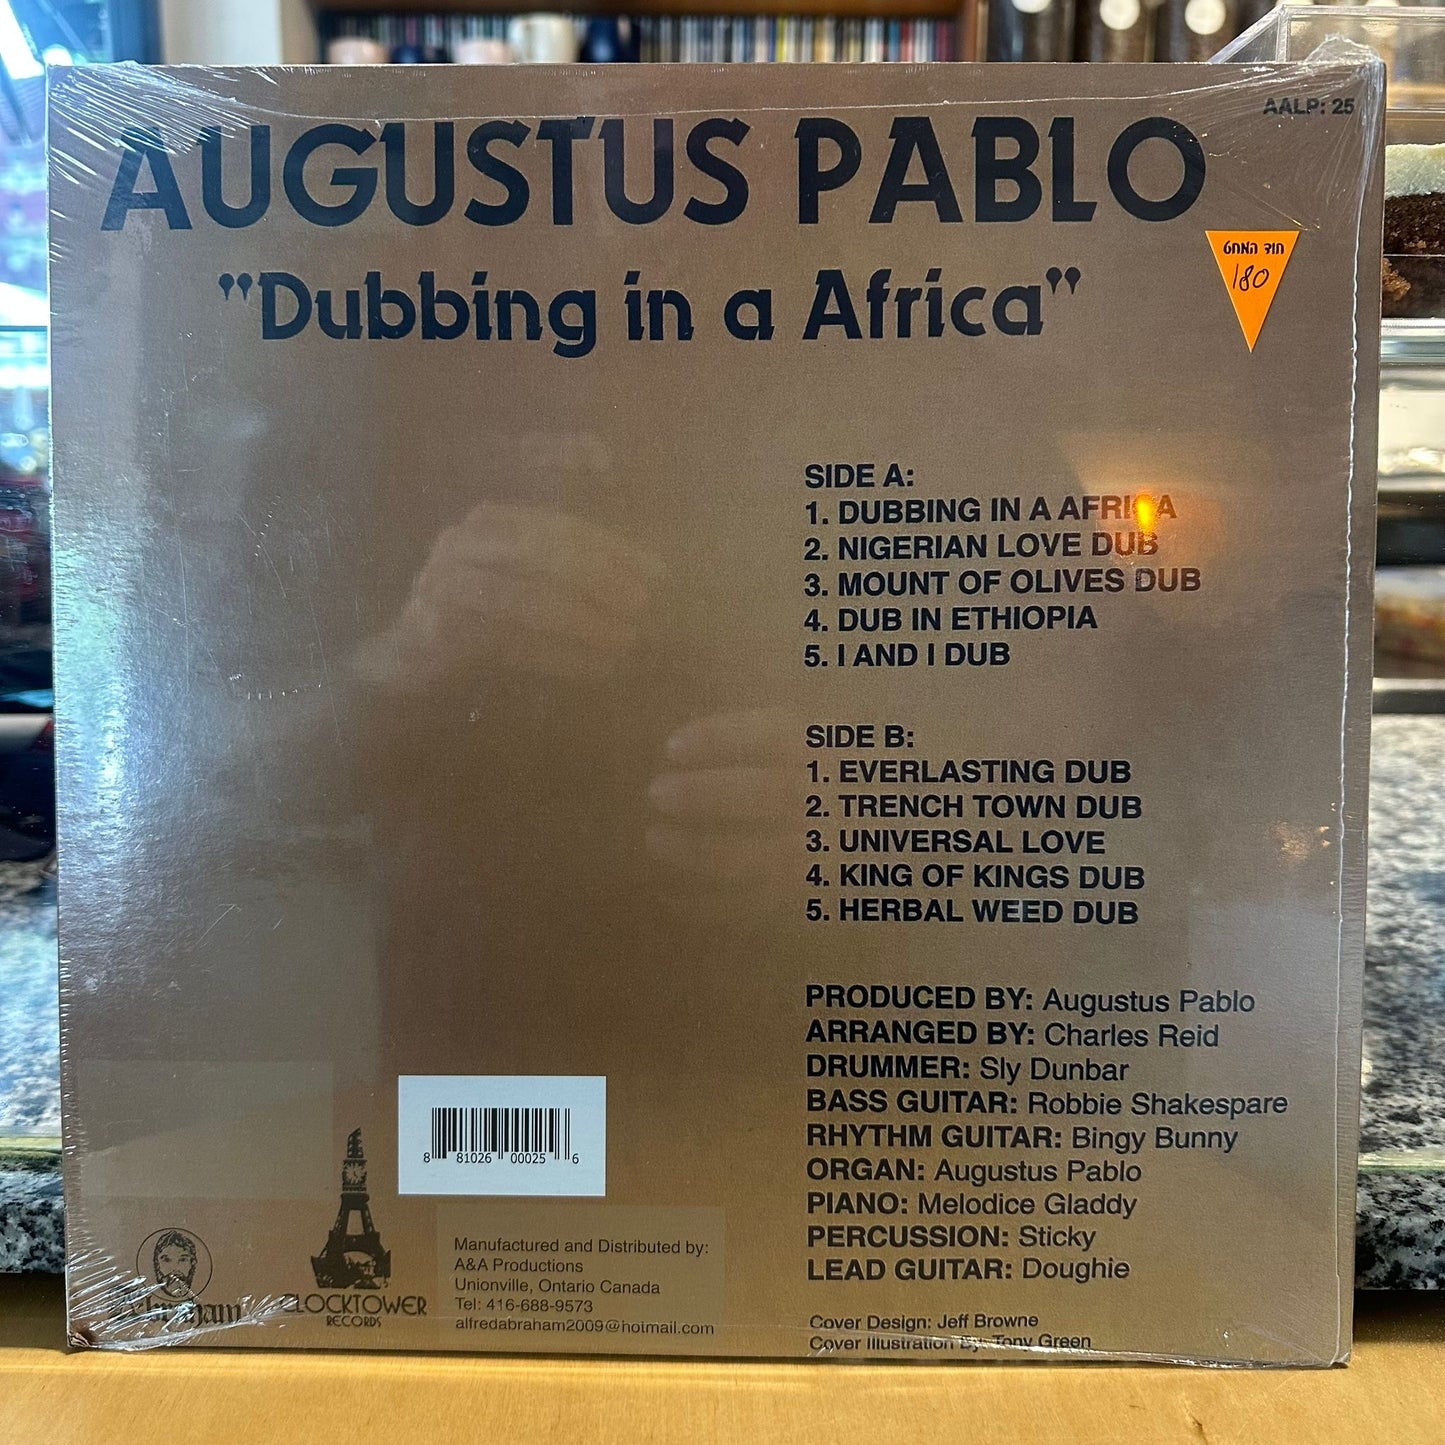 AALP: 25
AUGUSTUS PABLO
"Dubbing in a Africa"
חוד המחט
180
SIDE A:
1. DUBBING IN A AFRICA
2. NIGERIAN LOVE DUB
3. MOUNT OF OLIVES DUB
4. DUB IN ETHIOPIA
5. I AND I DUB
SIDE B:
1. EVERLASTING DUB
2. TRENCH TOWN DUB
3. UNIVERSAL LOVE
4. KING OF KINGS DUB
5. HERBAL WEED DUB
PRODUCED BY: Augustus Pablo
ARRANGED BY: Charles Reid
DRUMMER: Sly Dunbar
BASS GUITAR: Robbie Shakespare
RHYTHM GUITAR: Bingy Bunny
ORGAN: Augustus Pablo
PIANO: Melodice Gladdy
PERCUSSION: Sticky
LEAD GUITAR: Doughie
Cover Design: Jeff Browne
Cover Illustration By: Tony Green
8 81026 00025 6
Abraham
CLOCKTOWER
RECORDS
Manufactured and Distributed by:
A&A Productions
Unionville, Ontario Canada
Tel: 416-688-9573
alfredabraham2009@hotmail.com